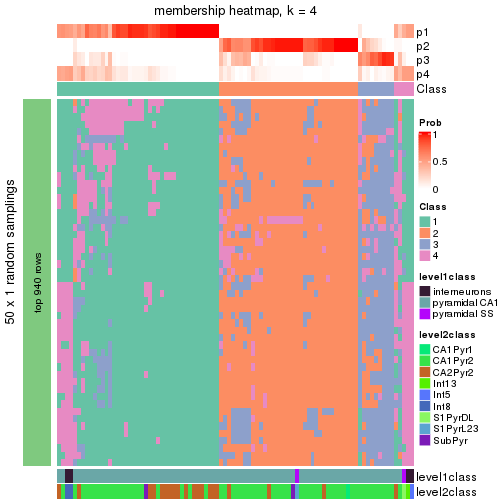 membership heatmap, k = 4
p1
p2
p3
p4
Class
50 x 1 random samplings
top 940 rows
Prob
1
0.5
0
Class
1
2
3
4
level1class
interneurons
pyramidal CA1
pyramidal SS
level2class
CA1Pyr1
CA1Pyr2
CA2Pyr2
Int13
Int5
Int8
S1PyrDL
S1PyrL23
SubPyr
level1class
level2class